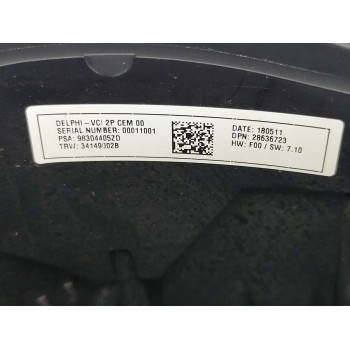 DELPHI - VCI 2P CEM 00
SERIAL NUMBER: 00011001
PSA: 98304405ZD
TRW: 34149002B
DATE: 180511
DPN: 28636723
HW: F00 / SW: 7.10